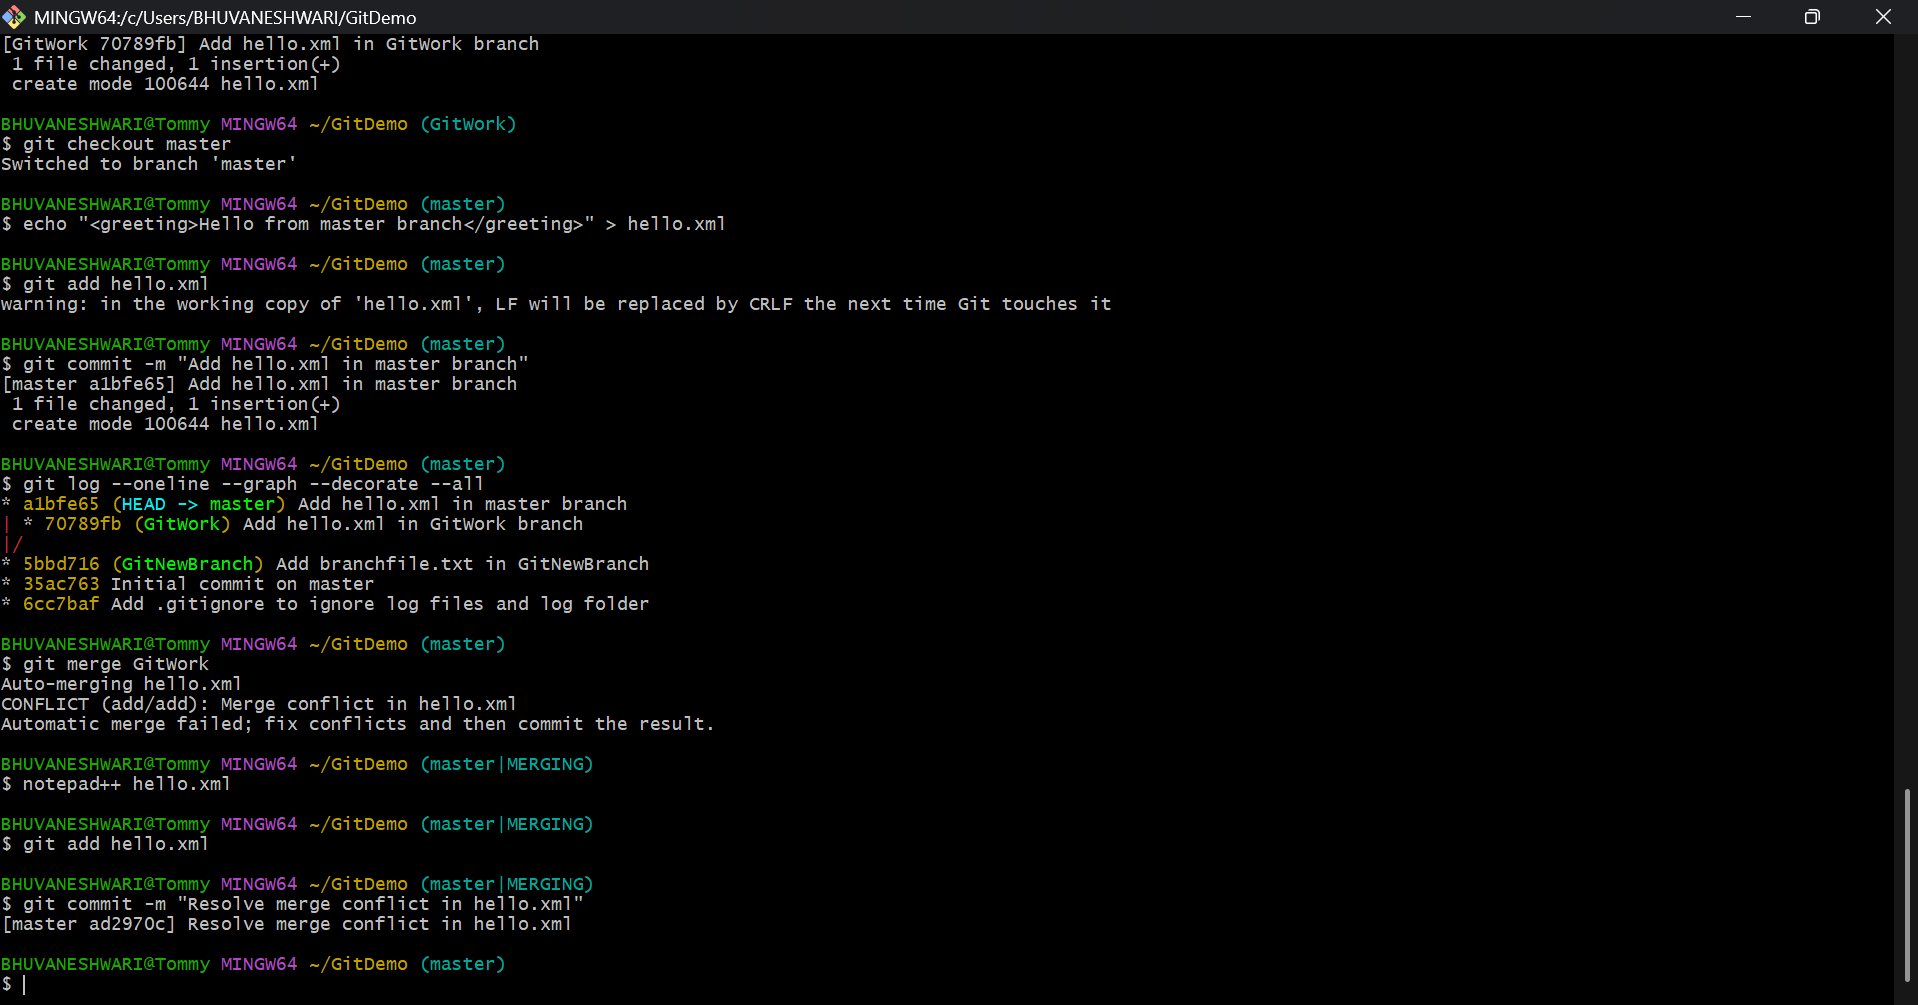 MINGW64:/c/Users/BHUVANESHWARI/GitDemo
[GitWork 70789fb] Add hello.xml in GitWork branch
 1 file changed, 1 insertion(+)
 create mode 100644 hello.xml
BHUVANESHWARI@Tommy MINGW64 ~/GitDemo (GitWork)
$ git checkout master
Switched to branch 'master'
BHUVANESHWARI@Tommy MINGW64 ~/GitDemo (master)
$ echo "<greeting>Hello from master branch</greeting>" > hello.xml
BHUVANESHWARI@Tommy MINGW64 ~/GitDemo (master)
$ git add hello.xml
warning: in the working copy of 'hello.xml', LF will be replaced by CRLF the next time Git touches it
BHUVANESHWARI@Tommy MINGW64 ~/GitDemo (master)
$ git commit -m "Add hello.xml in master branch"
[master a1bfe65] Add hello.xml in master branch
 1 file changed, 1 insertion(+)
 create mode 100644 hello.xml
BHUVANESHWARI@Tommy MINGW64 ~/GitDemo (master)
$ git log --oneline --graph --decorate --all
* a1bfe65 (HEAD -> master) Add hello.xml in master branch
| * 70789fb (GitWork) Add hello.xml in GitWork branch
|/
* 5bbd716 (GitNewBranch) Add branchfile.txt in GitNewBranch
* 35ac763 Initial commit on master
* 6cc7baf Add .gitignore to ignore log files and log folder
BHUVANESHWARI@Tommy MINGW64 ~/GitDemo (master)
$ git merge GitWork
Auto-merging hello.xml
CONFLICT (add/add): Merge conflict in hello.xml
Automatic merge failed; fix conflicts and then commit the result.
BHUVANESHWARI@Tommy MINGW64 ~/GitDemo (master|MERGING)
$ notepad++ hello.xml
BHUVANESHWARI@Tommy MINGW64 ~/GitDemo (master|MERGING)
$ git add hello.xml
BHUVANESHWARI@Tommy MINGW64 ~/GitDemo (master|MERGING)
$ git commit -m "Resolve merge conflict in hello.xml"
[master ad2970c] Resolve merge conflict in hello.xml
BHUVANESHWARI@Tommy MINGW64 ~/GitDemo (master)
$